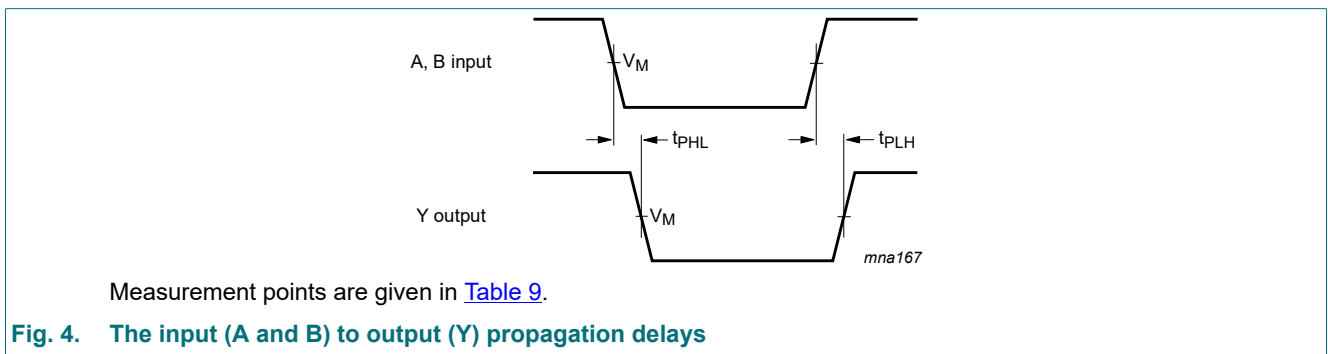 A, B input
VM
tPHL
tPLH
Y output
VM
mna167
Measurement points are given in Table 9.
Fig. 4. The input (A and B) to output (Y) propagation delays